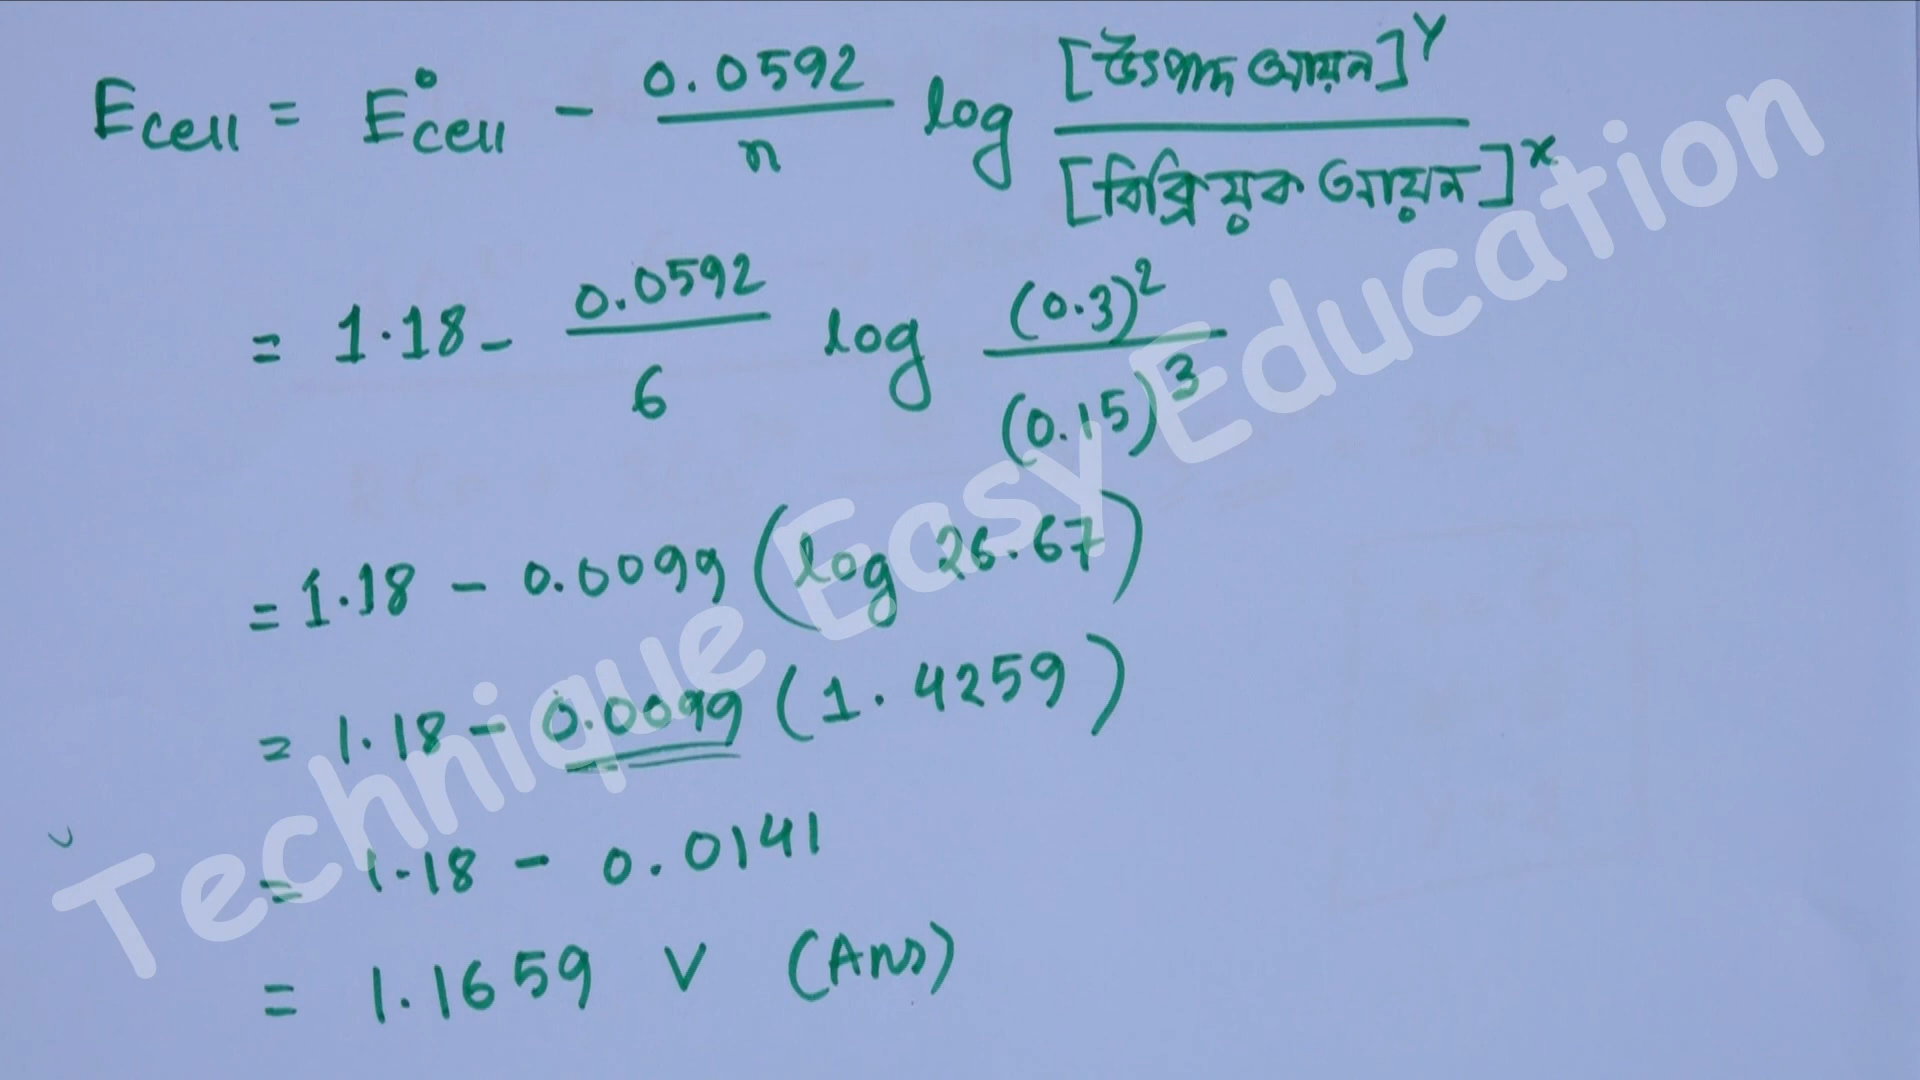 Ecell = E°cell - 0.0592/n log [উৎপাদ আয়ন]^Y/[বিক্রিয়ক আয়ন]^x
= 1.18 - 0.0592/6 log (0.3)^2/(0.15)^3
= 1.18 - 0.0099 (log 26.67)
= 1.18 - 0.0099 (1.4259)
= 1.18 - 0.0141
= 1.1659 V (Ans)
Technique Easy Education